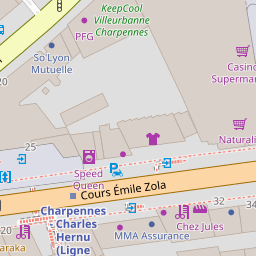 KeepCool
Villeurbanne
Charpennes
PFG
So Lyon
Mutuelle
20
Casino
Supermar
Naturali
25
Speed
Queen
Cours Émile Zola
Charpennes
Charles
Hernu
(Ligne
araka
20
MMA Assurance
Chez Jules